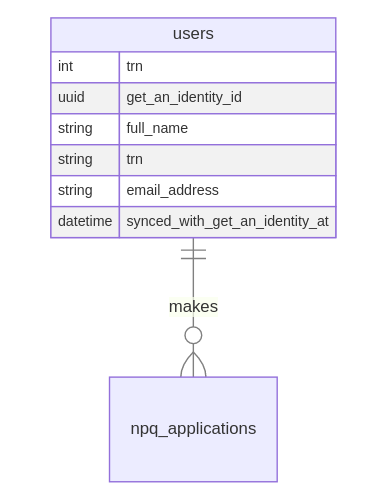 users
int trn
uuid get_an_identity_id
string full_name
string trn
string email_address
datetime synced_with_get_an_identity_at
makes
npq_applications